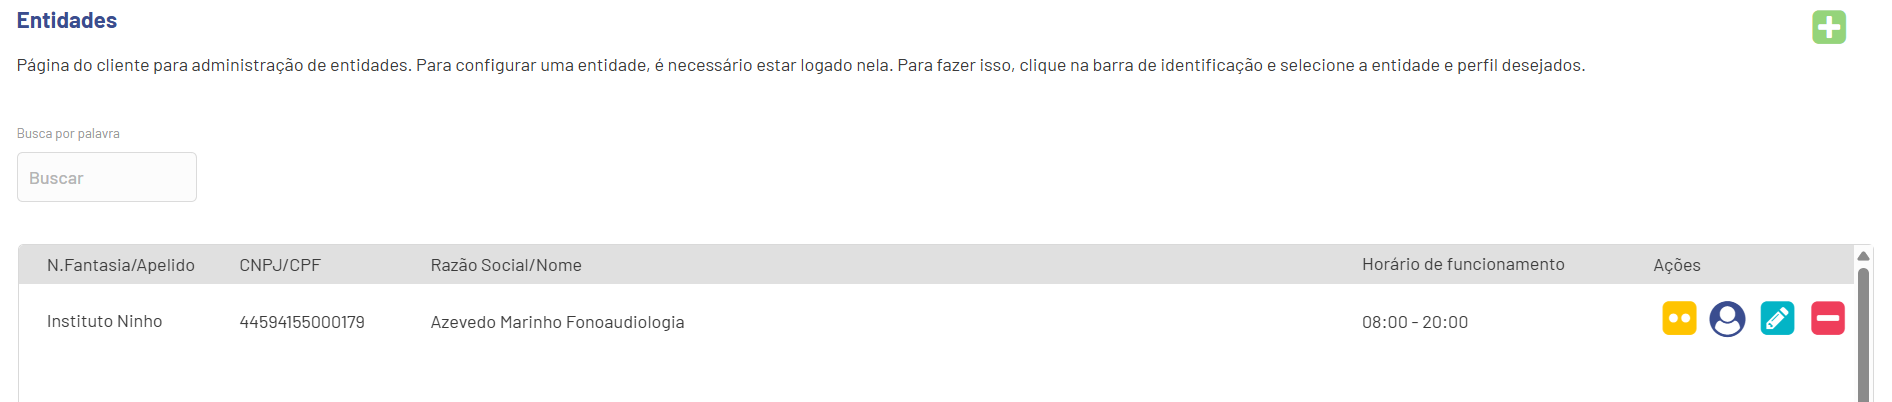 Entidades
Página do cliente para administração de entidades. Para configurar uma entidade, é necessário estar logado nela. Para fazer isso, clique na barra de identificação e selecione a entidade e perfil desejados.
Busca por palavra
Buscar
N.Fantasia/Apelido CNPJ/CPF Razão Social/Nome Horário de funcionamento Ações
Instituto Ninho 44594155000179 Azevedo Marinho Fonoaudiologia 08:00 - 20:00